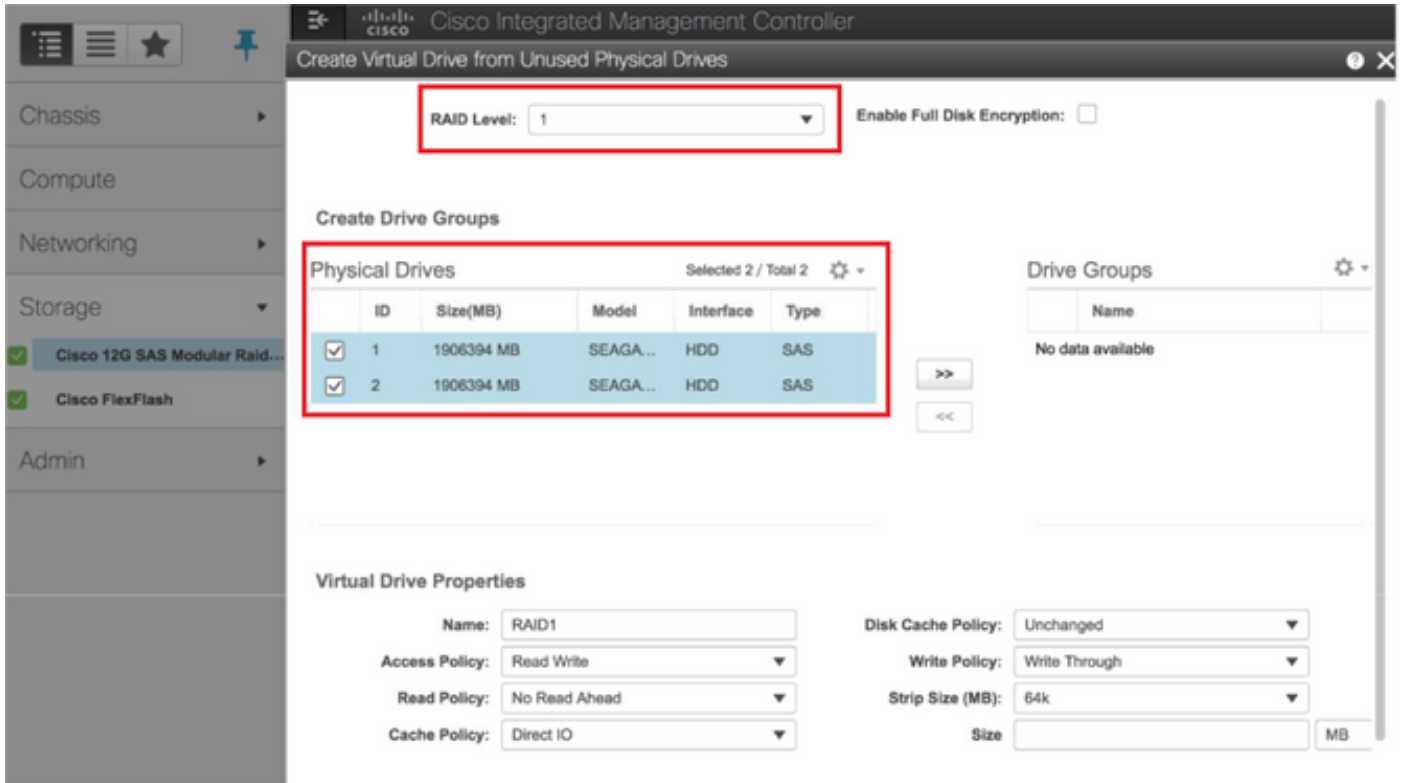 cisco Cisco Integrated Management Controller
Create Virtual Drive from Unused Physical Drives
Chassis
Compute
Networking
Storage
Cisco 12G SAS Modular Raid...
Cisco FlexFlash
Admin
RAID Level: 1
Enable Full Disk Encryption:
Create Drive Groups
Physical Drives Selected 2 / Total 2
ID Size(MB) Model Interface Type
1 1906394 MB SEAGA... HDD SAS
2 1906394 MB SEAGA... HDD SAS
>>
<<
Drive Groups
Name
No data available
Virtual Drive Properties
Name: RAID1
Disk Cache Policy: Unchanged
Access Policy: Read Write
Write Policy: Write Through
Read Policy: No Read Ahead
Strip Size (MB): 64k
Cache Policy: Direct IO
Size MB